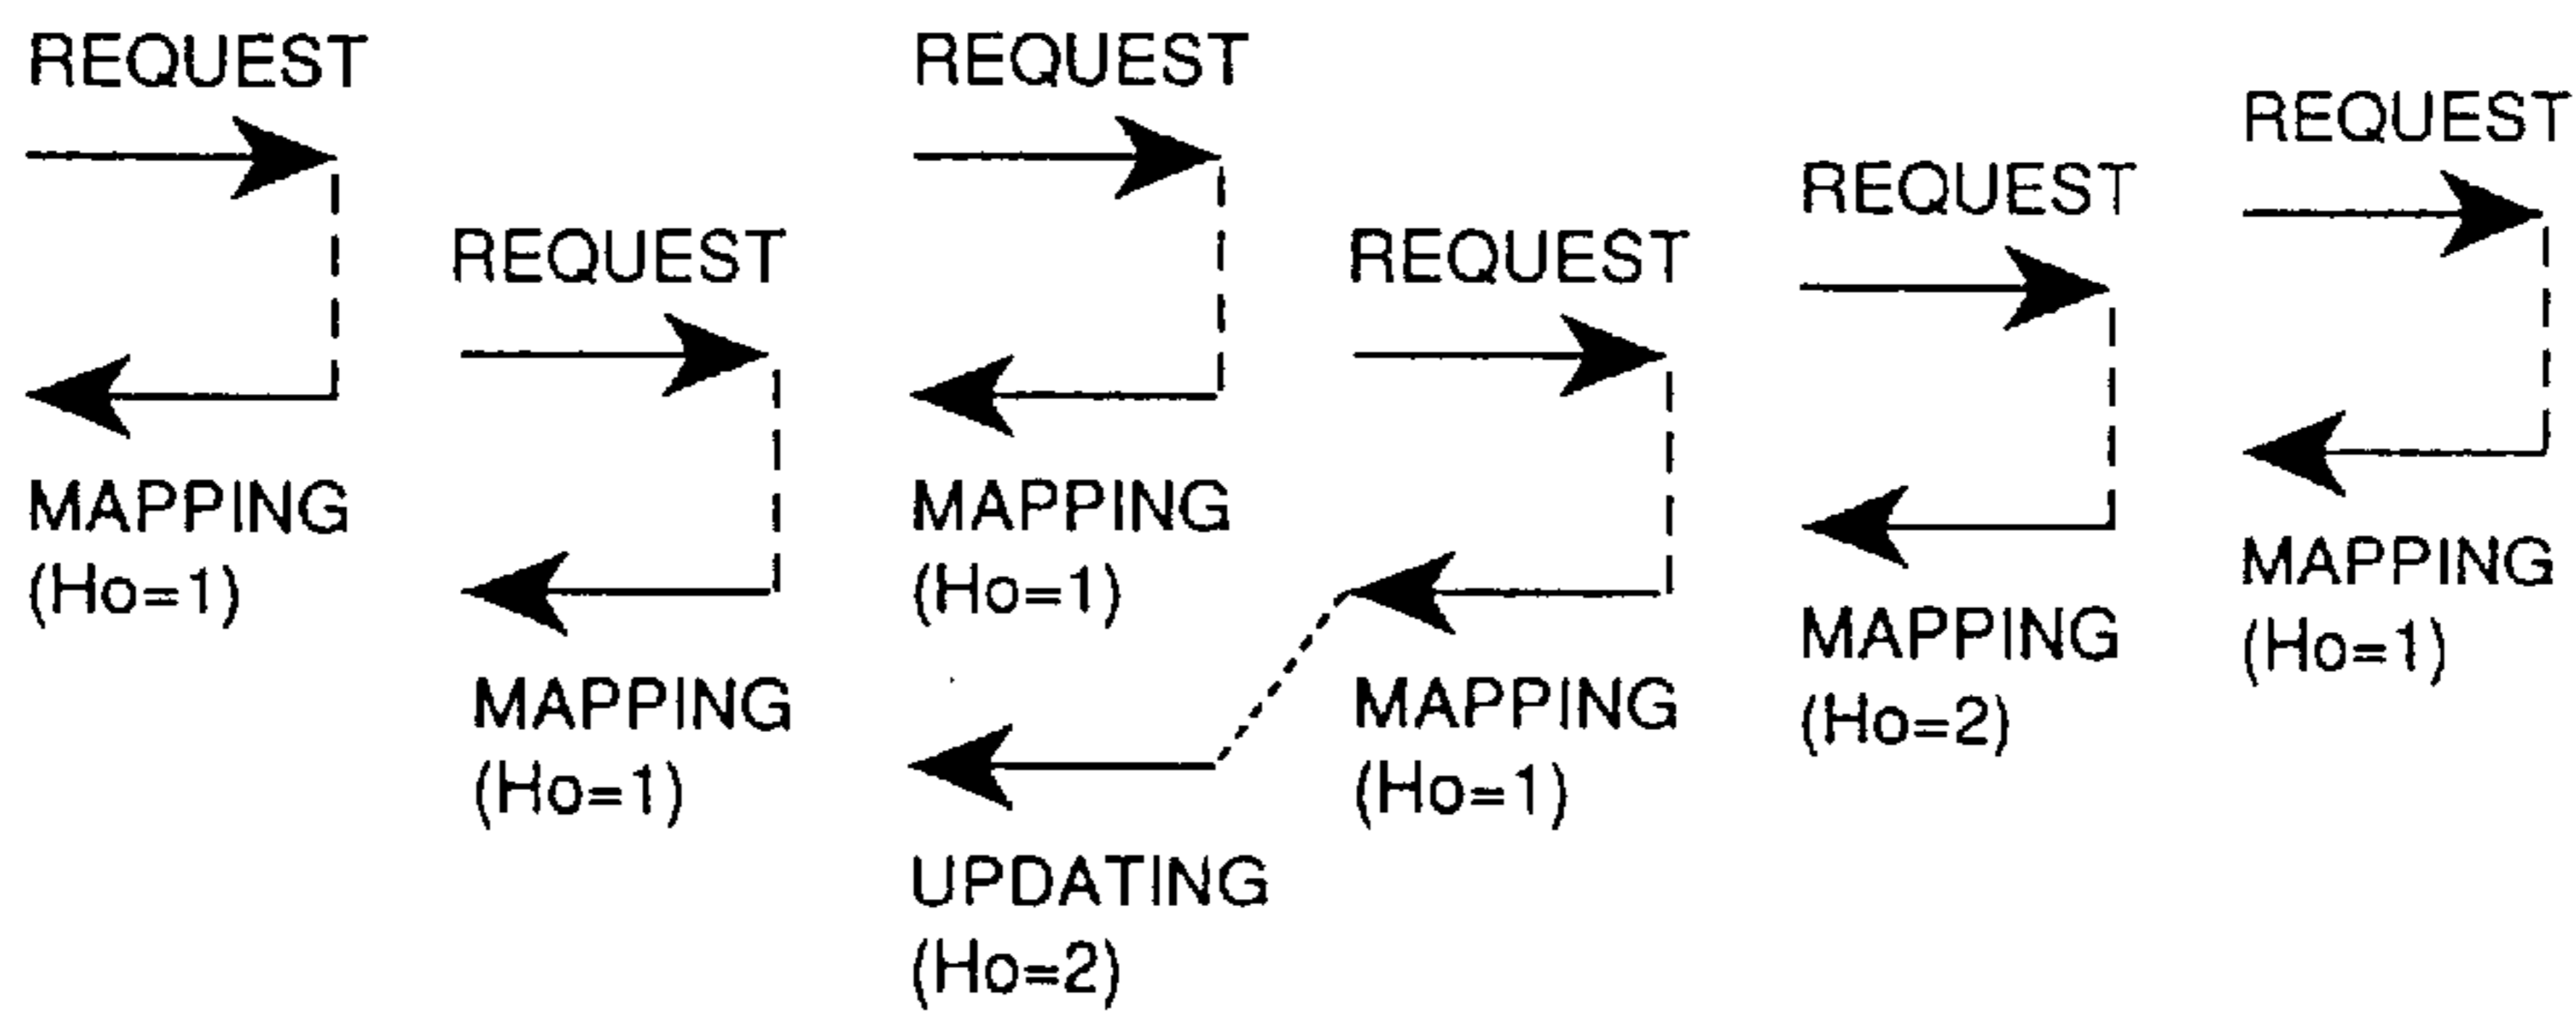 REQUEST
MAPPING
(Ho=1)
REQUEST
MAPPING
(Ho=1)
REQUEST
MAPPING
(Ho=1)
UPDATING
(Ho=2)
REQUEST
MAPPING
(Ho=1)
REQUEST
MAPPING
(Ho=2)
REQUEST
MAPPING
(Ho=1)